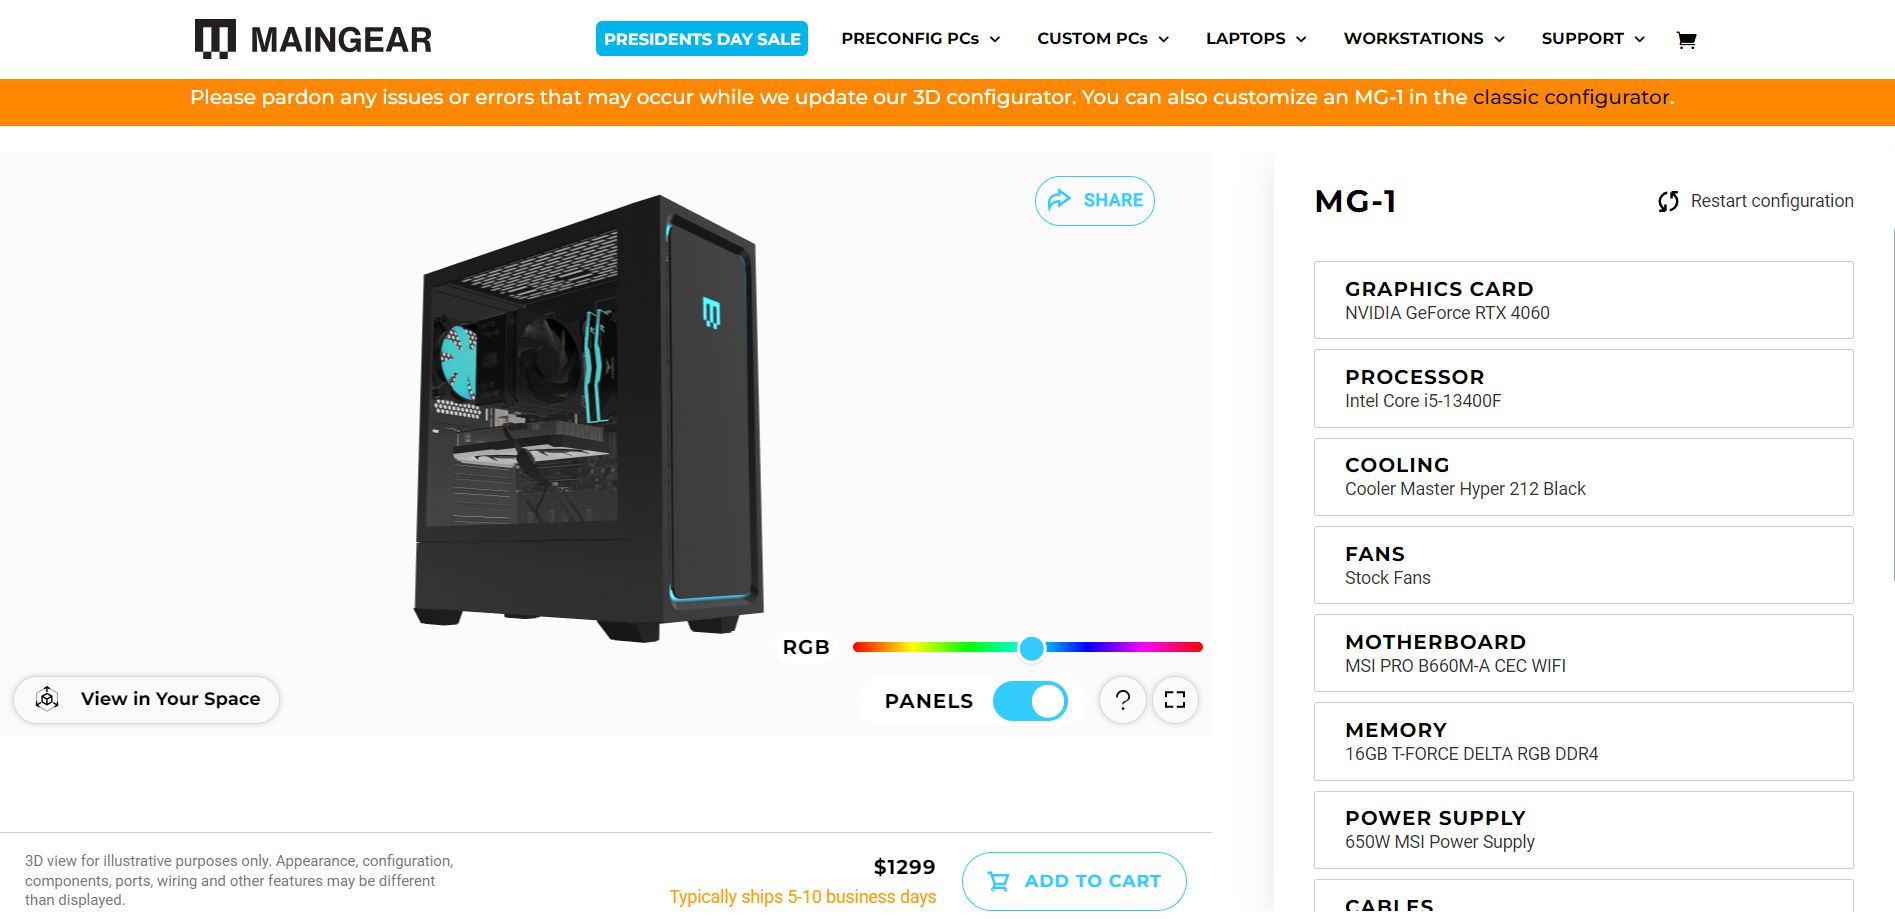 MAINGEAR
PRESIDENTS DAY SALE
PRECONFIG PCs
CUSTOM PCs
LAPTOPS
WORKSTATIONS
SUPPORT
Please pardon any issues or errors that may occur while we update our 3D configurator. You can also customize an MG-1 in the classic configurator.
SHARE
RGB
View in Your Space
PANELS
?
3D view for illustrative purposes only. Appearance, configuration,
components, ports, wiring and other features may be different
than displayed.
$1299
Typically ships 5-10 business days
ADD TO CART
MG-1
Restart configuration
GRAPHICS CARD
NVIDIA GeForce RTX 4060
PROCESSOR
Intel Core i5-13400F
COOLING
Cooler Master Hyper 212 Black
FANS
Stock Fans
MOTHERBOARD
MSI PRO B660M-A CEC WIFI
MEMORY
16GB T-FORCE DELTA RGB DDR4
POWER SUPPLY
650W MSI Power Supply
CABLES